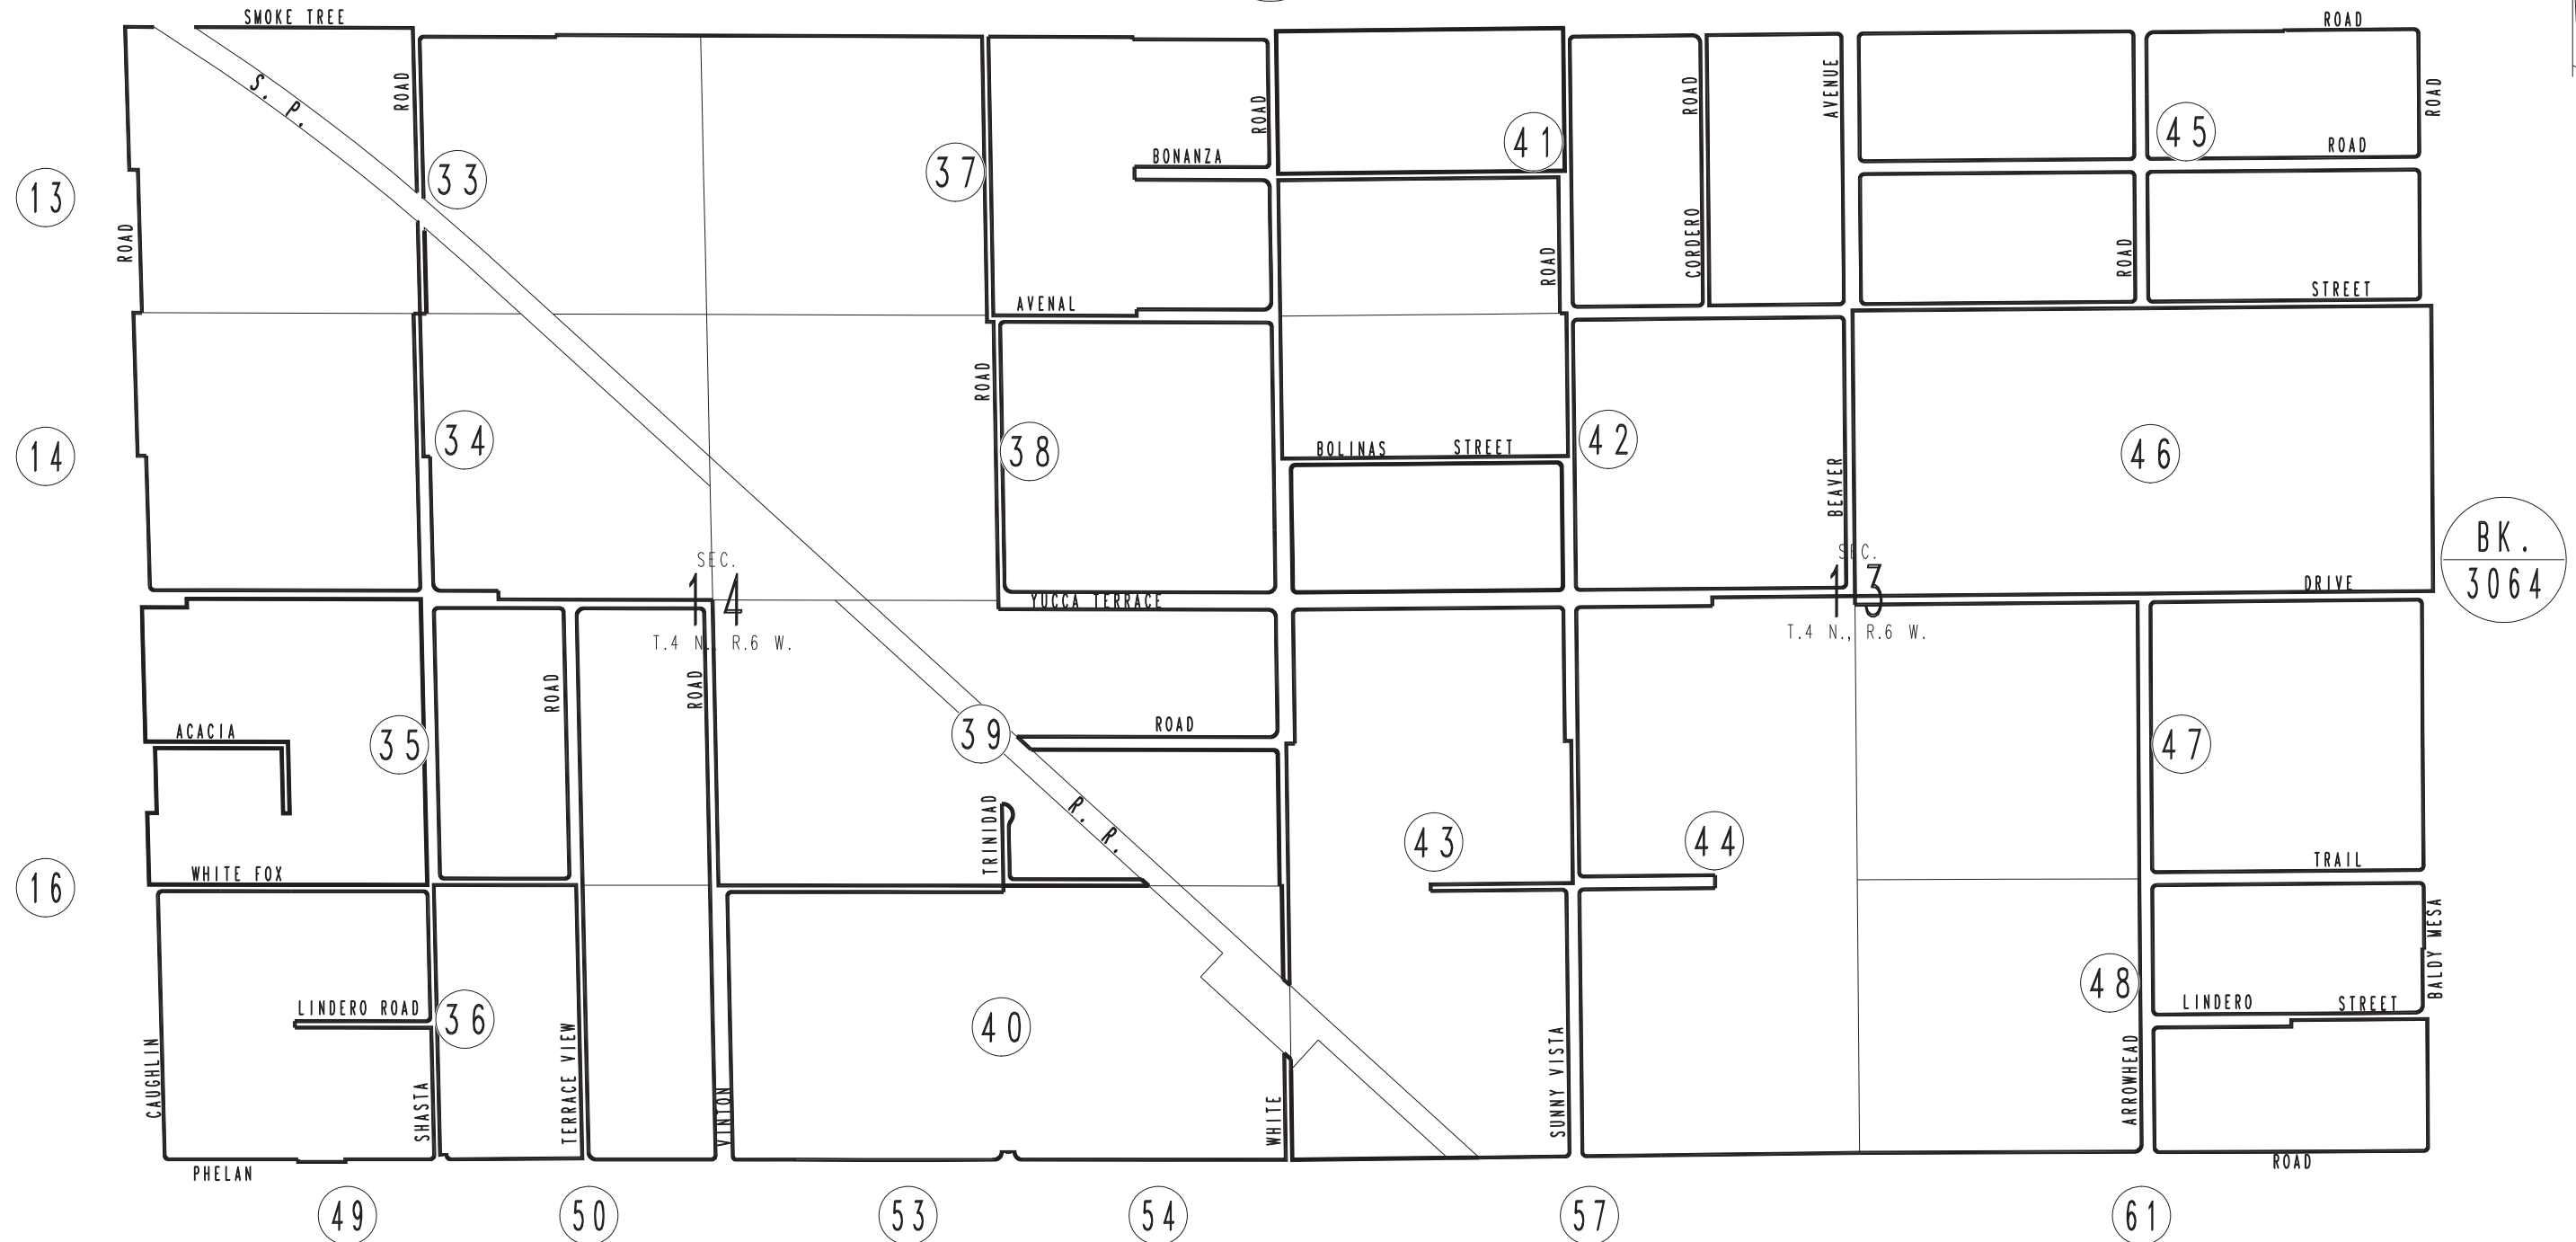 SMOKE TREE
ROAD
S. P.
ROAD
ROAD
ROAD
AVENUE
ROAD
33
37
BONANZA
41
45
ROAD
13
ROAD
ROAD
CORDERO
ROAD
AVENAL
STREET
ROAD
14
34
38
BOLINAS STREET
42
BEAVER
46
BK.
3064
SEC.
14
T.4 N., R.6 W.
SEC.
13
T.4 N., R.6 W.
YUCCA TERRACE
DRIVE
ROAD
ROAD
ACACIA
35
39
ROAD
47
R. R.
TRINIDAD
43
44
TRAIL
16
WHITE FOX
BALDY MESA
LINDERO ROAD
36
40
48
LINDERO STREET
CAUGHLIN
SHASTA
TERRACE VIEW
VINTON
WHITE
SUNNY VISTA
ARROWHEAD
PHELAN
ROAD
49
50
53
54
57
61